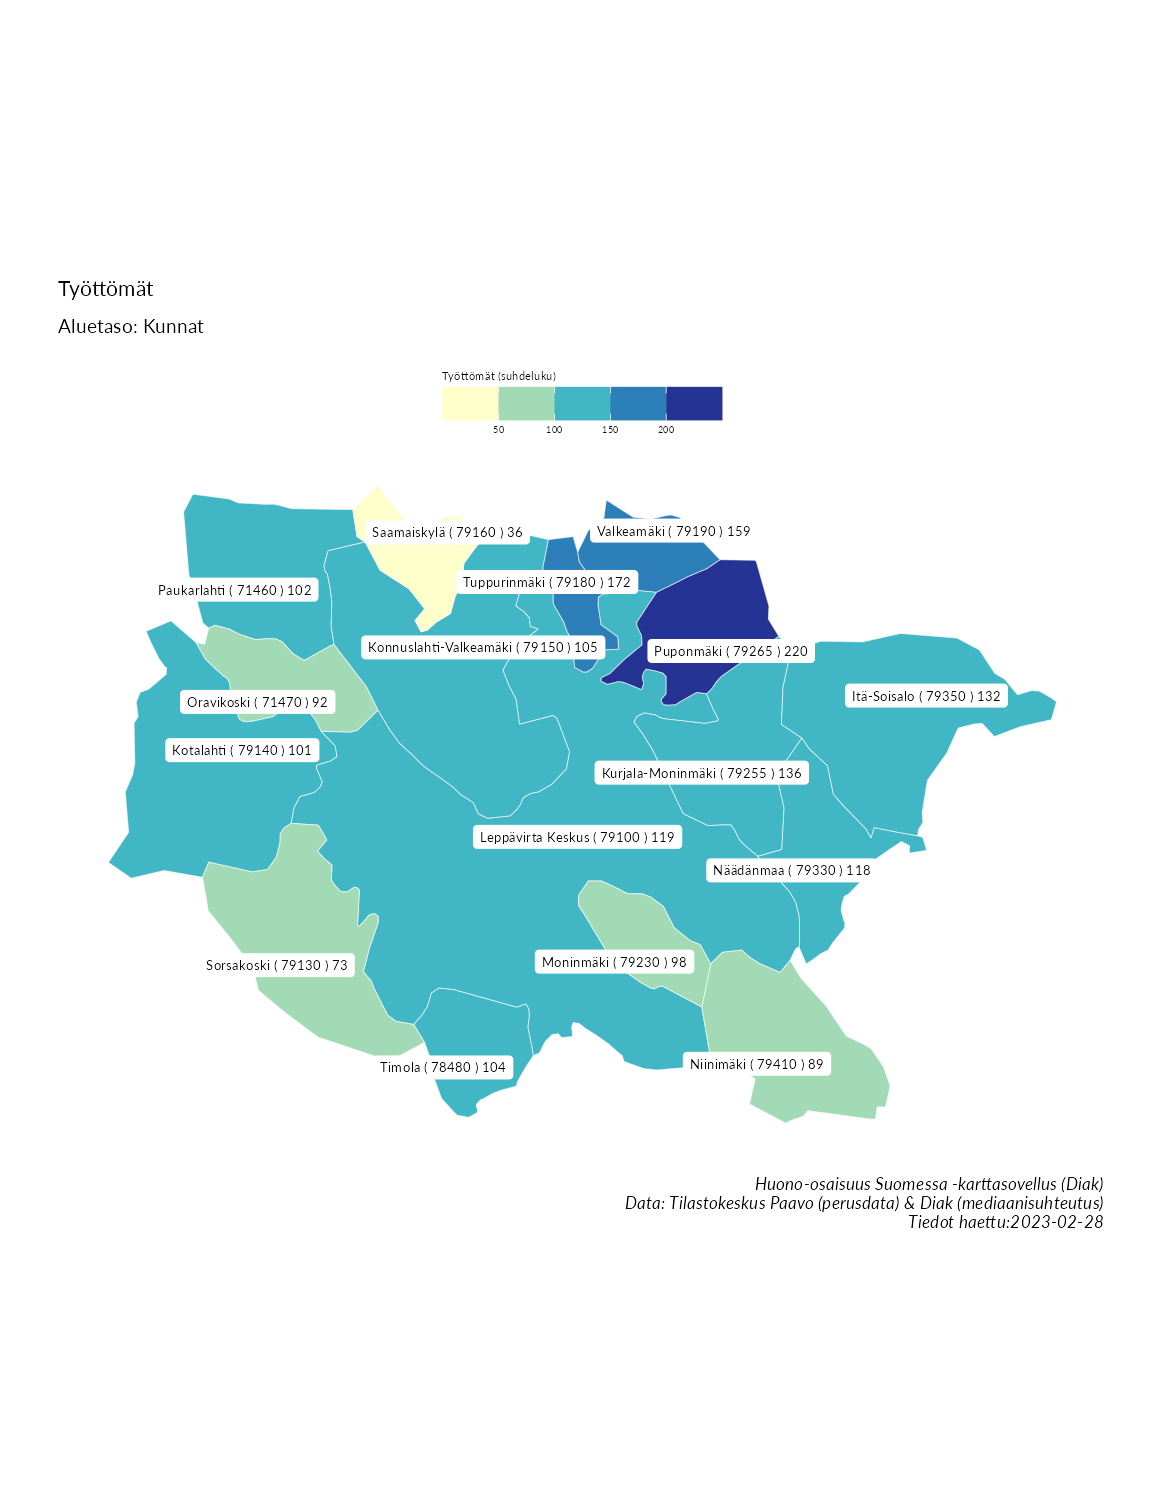 Työttömät
Aluetaso: Kunnat
Työttömät (suhdeluku)
50 100 150 200
Saamaiskylä ( 79160 ) 36
Valkeamäki ( 79190 ) 159
Tuppurinmäki ( 79180 ) 172
Paukarlahti ( 71460 ) 102
Konnuslahti-Valkeamäki ( 79150 ) 105
Puponmäki ( 79265 ) 220
Itä-Soisalo ( 79350 ) 132
Oravikoski ( 71470 ) 92
Kotalahti ( 79140 ) 101
Kurjala-Moninmäki ( 79255 ) 136
Leppävirta Keskus ( 79100 ) 119
Näädänmaa ( 79330 ) 118
Moninmäki ( 79230 ) 98
Sorsakoski ( 79130 ) 73
Niinimäki ( 79410 ) 89
Timola ( 78480 ) 104
Huono-osaisuus Suomessa -karttasovellus (Diak)
Data: Tilastokeskus Paavo (perusdata) & Diak (mediaanisuhteutus)
Tiedot haettu:2023-02-28